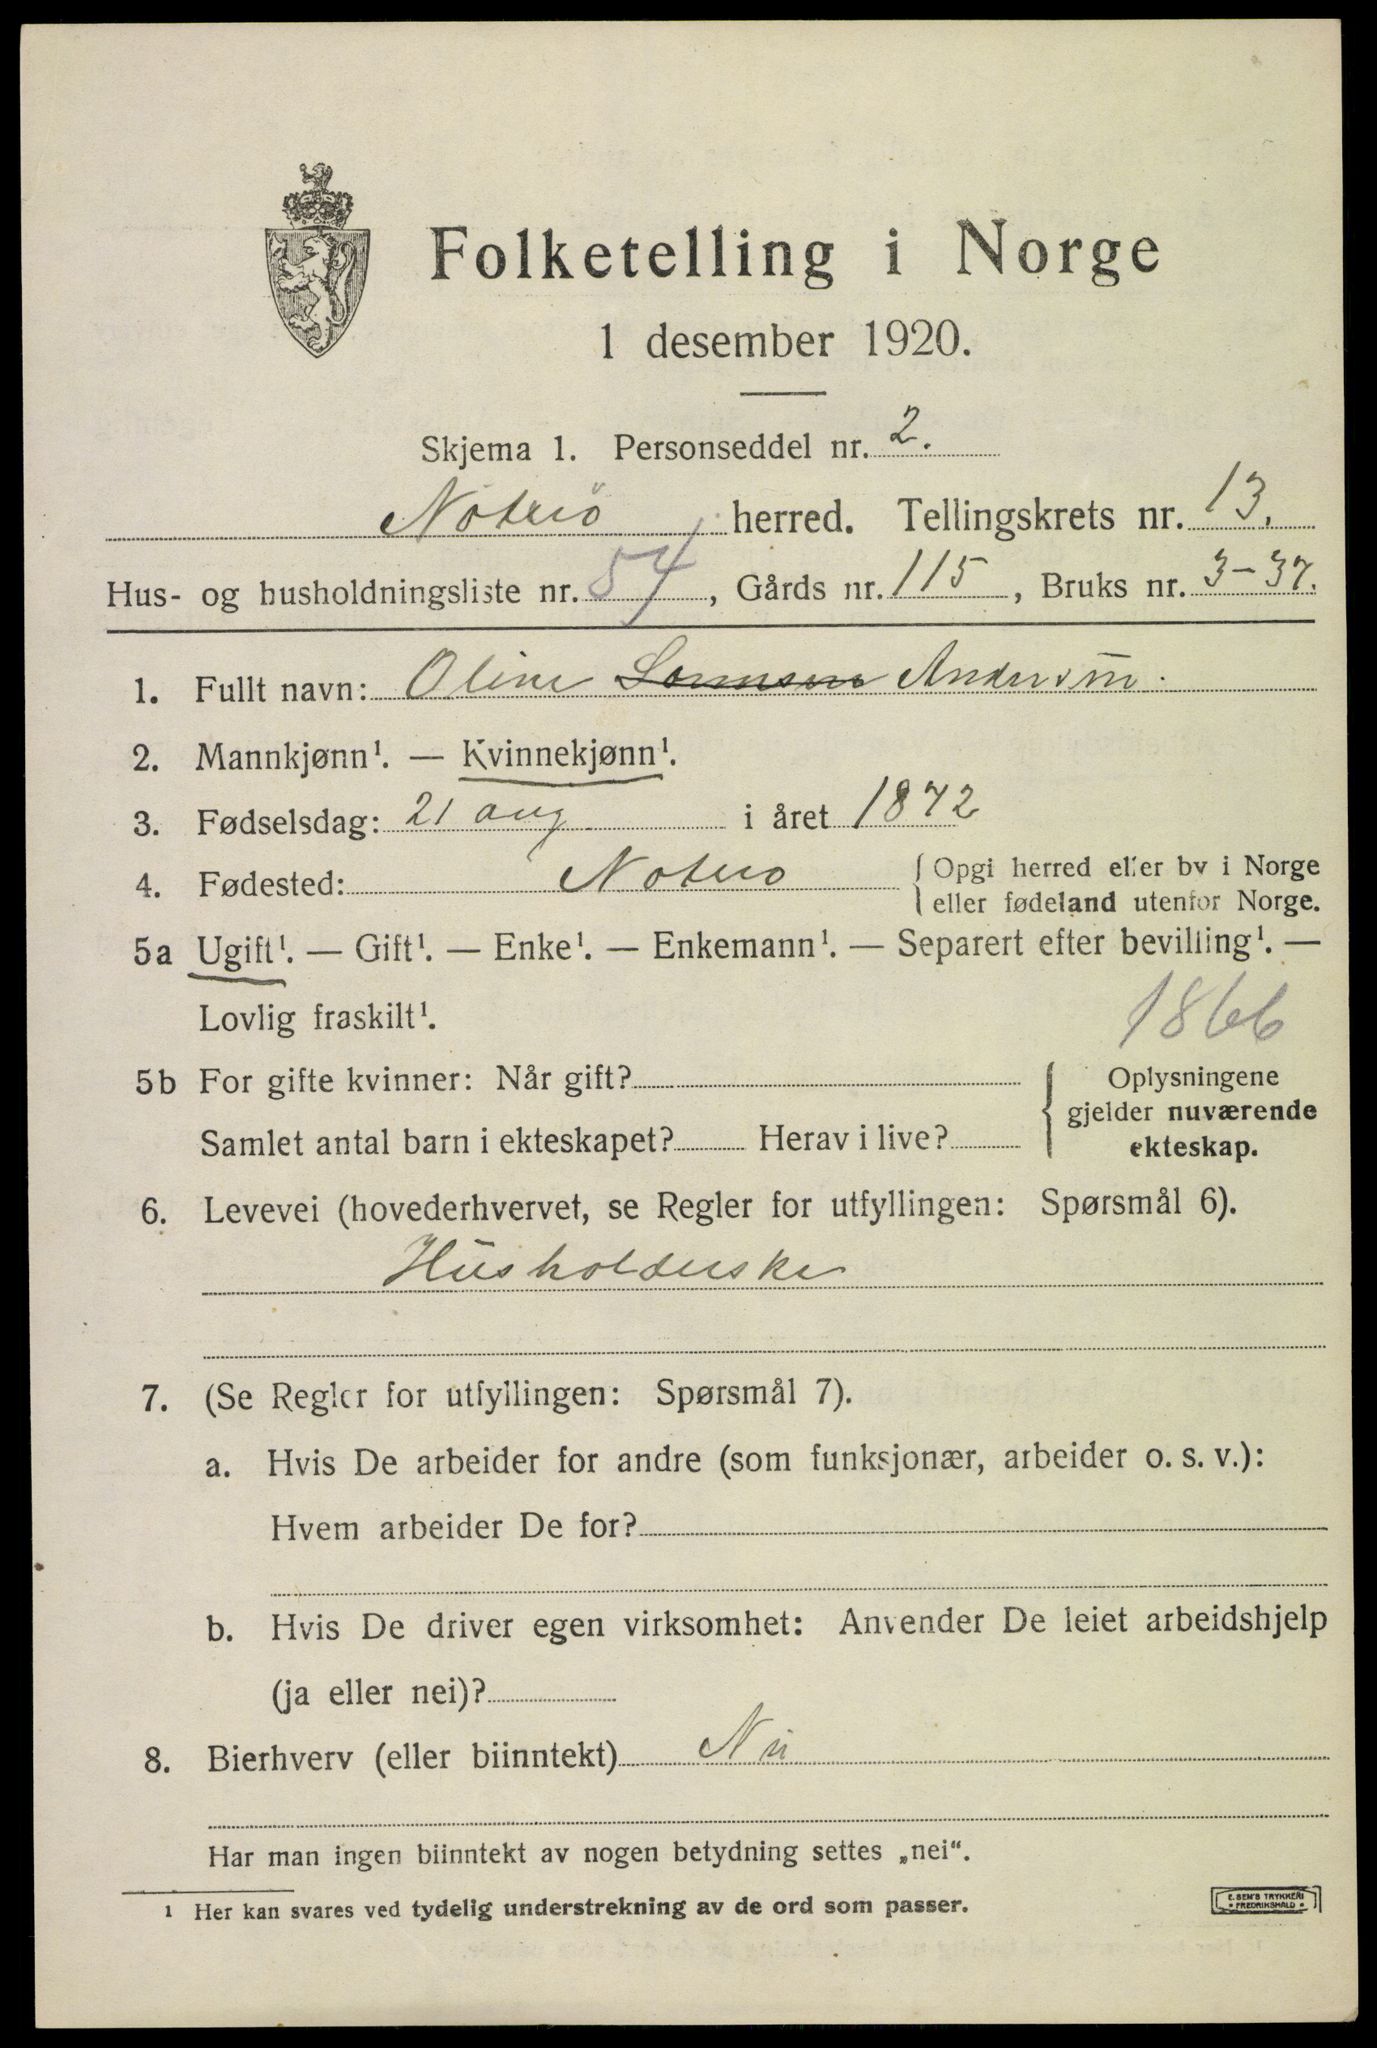 Folketelling i Norge
1 desember 1920.
Skjema 1. Personseddel nr. 2.
Nøterø herred. Tellingskrets nr. 13.
Hus- og husholdningsliste nr. 54, Gårds nr. 115, Bruks nr. 3-37.
1. Fullt navn: Oline Andersen.
2. Mannkjønn¹. — Kvinnekjønn¹.
3. Fødselsdag: 21 aug i året 1872
4. Fødested: Notero { Opgi herred eller by i Norge
eller fødeland utenfor Norge.
5a Ugift¹. — Gift¹. — Enke¹. — Enkemann¹. — Separert efter bevilling¹. —
Lovlig fraskilt¹.
1866
5b For gifte kvinner: Når gift? { Oplysningene
gjelder nuværende
Samlet antal barn i ekteskapet? Herav i live? ekteskap.
6. Levevei (hovederhvervet, se Regler for utfyllingen: Spørsmål 6).
Husholderske
7. (Se Regler for utfyllingen: Spørsmål 7).
a. Hvis De arbeider for andre (som funksjonær, arbeider o. s. v.):
Hvem arbeider De for?
b. Hvis De driver egen virksomhet: Anvender De leiet arbeidshjelp
(ja eller nei)?
8. Bierhverv (eller biinntekt) Nei
Har man ingen biinntekt av nogen betydning settes „nei“.
1 Her kan svares ved tydelig understrekning av de ord som passer.
E. SEM'S TRYKKERI
* FREDRIKSHALD *